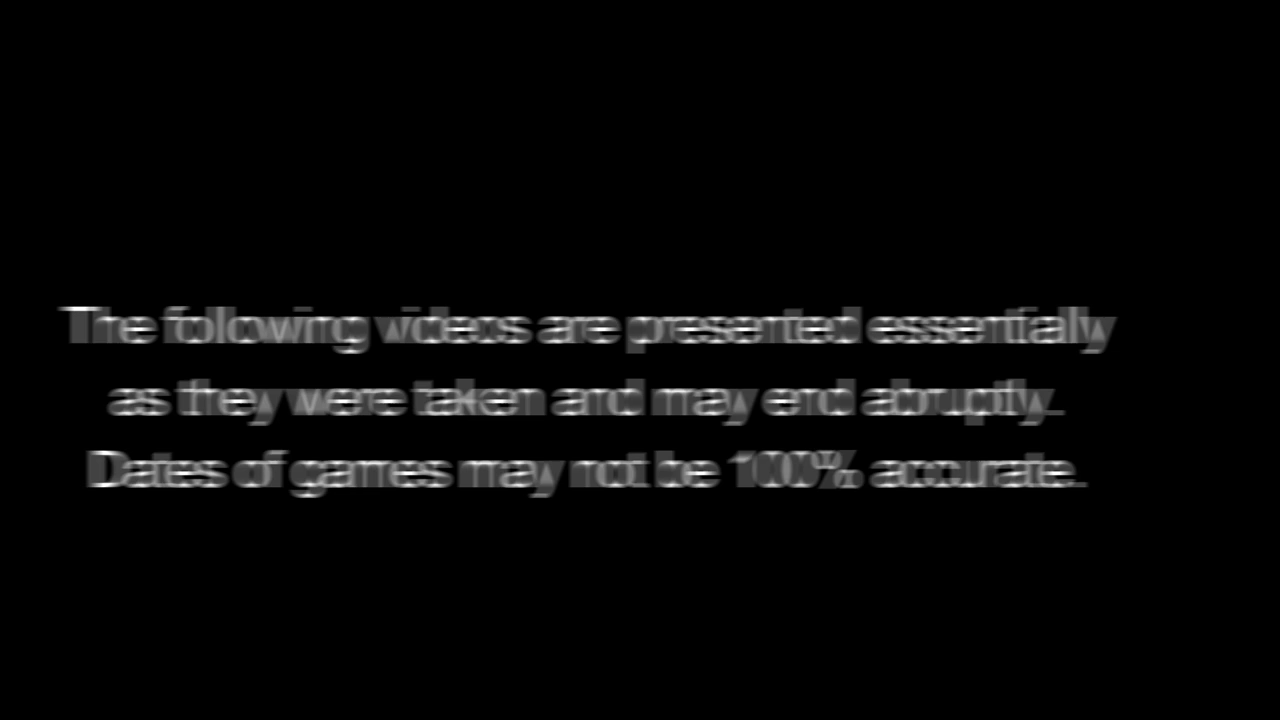 The following videos are presented essentially
as they were taken and may end abruptly.
Dates of games may not be 100% accurate.